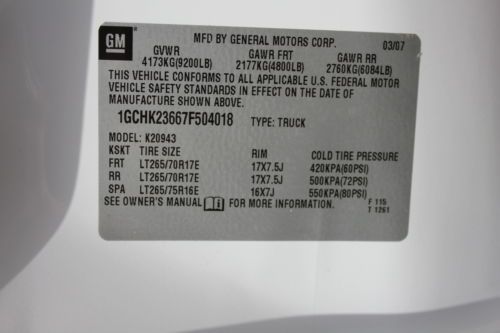 GM
MFD BY GENERAL MOTORS CORP. 03/07
GVWR GAWR FRT GAWR RR
4173KG(9200LB) 2177KG(4800LB) 2760KG(6084LB)
THIS VEHICLE CONFORMS TO ALL APPLICABLE U.S. FEDERAL MOTOR
VEHICLE SAFETY STANDARDS IN EFFECT ON THE DATE OF
MANUFACTURE SHOWN ABOVE.
1GCHK23667F504018 TYPE: TRUCK
MODEL: K20943
KSKT TIRE SIZE RIM COLD TIRE PRESSURE
FRT LT265/70R17E 17X7.5J 420KPA(60PSI)
RR LT265/70R17E 17X7.5J 500KPA(72PSI)
SPA LT265/75R16E 16X7J 550KPA(80PSI)
SEE OWNER'S MANUAL FOR MORE INFORMATION. F 115
T 1261